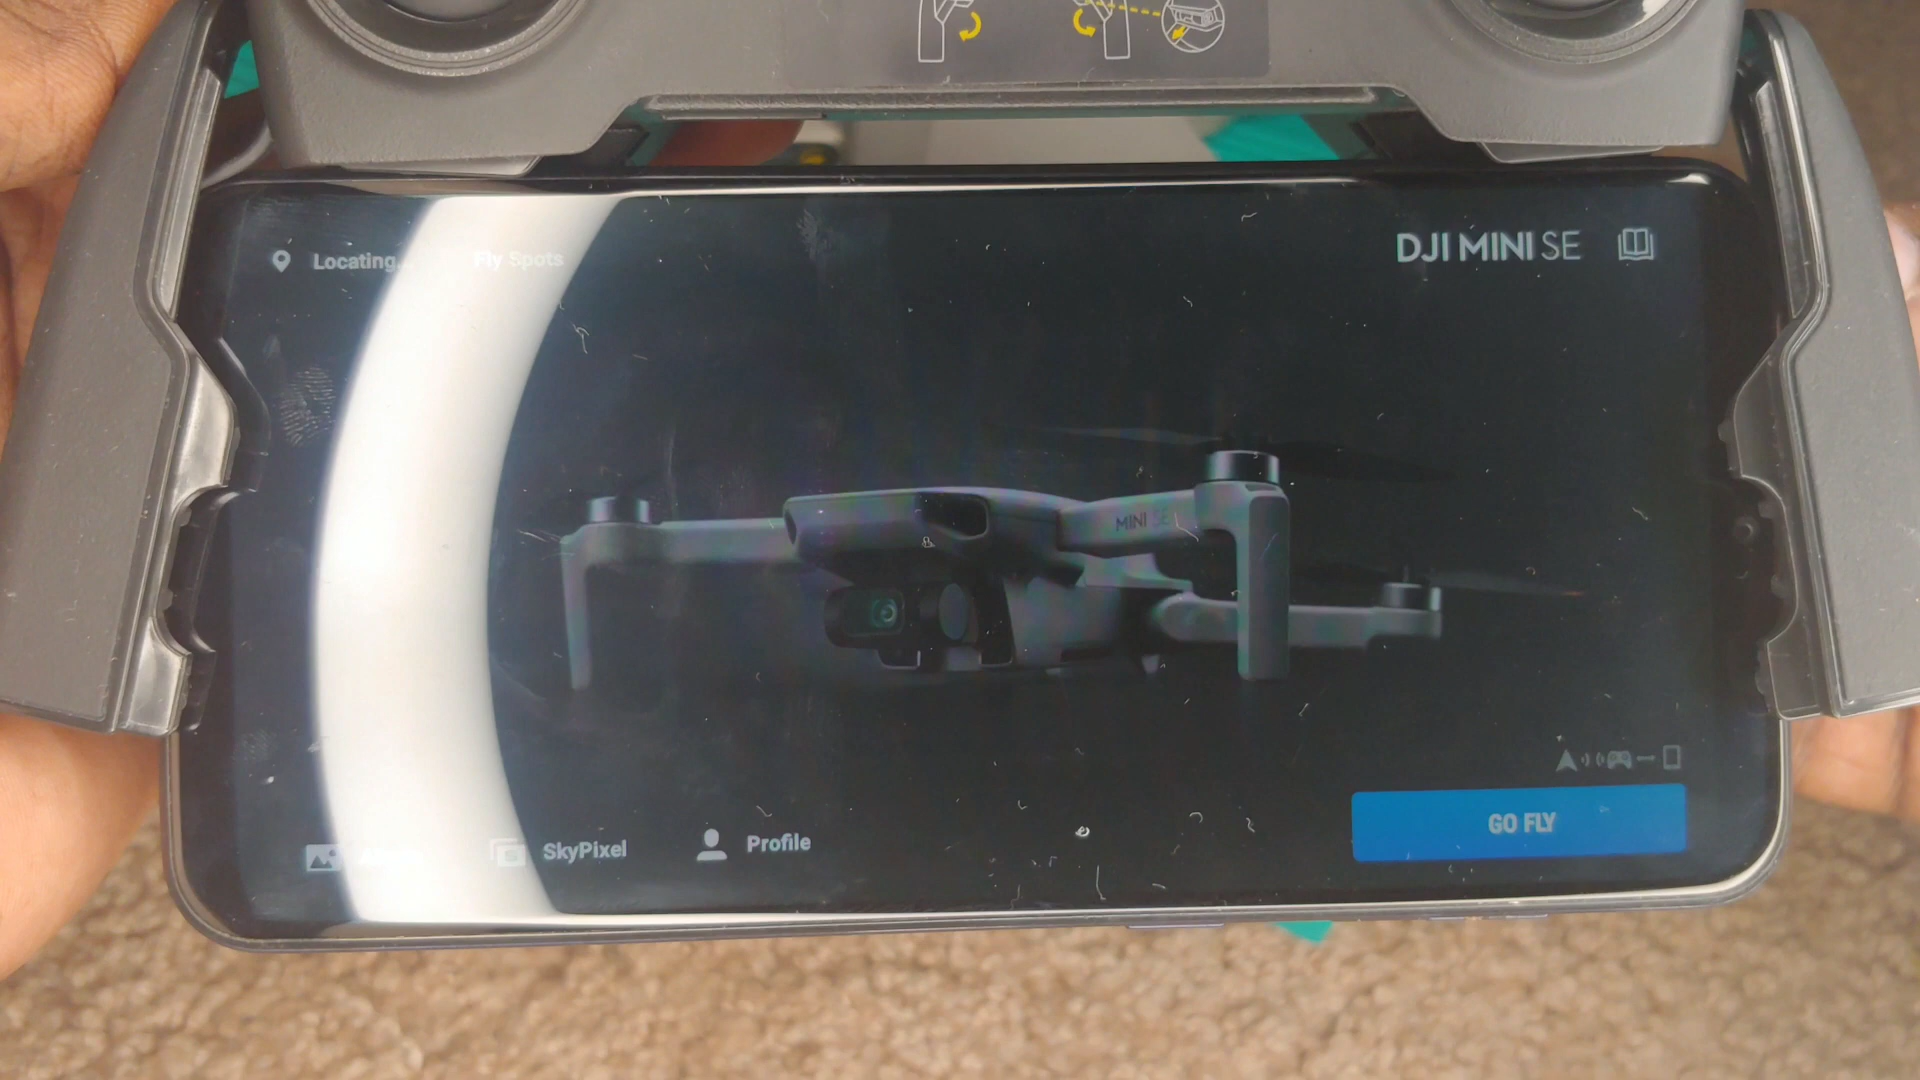 Locating...
Fly Spots
DJI MINI SE
MINI SE
SkyPixel
Profile
GO FLY